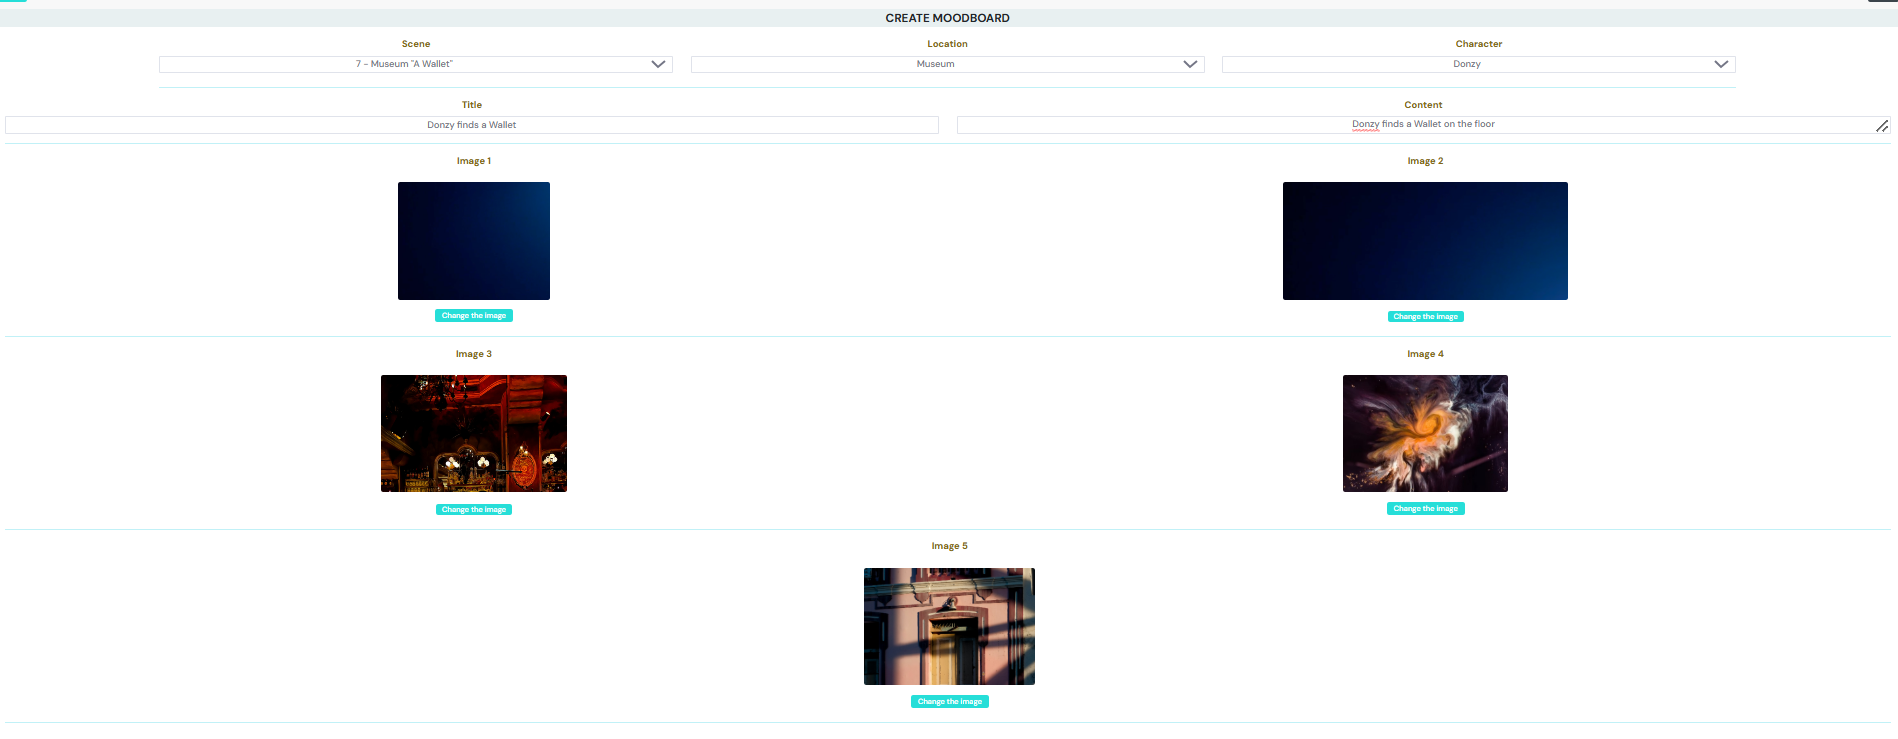 CREATE MOODBOARD
Scene
Location
Character
7 - Museum "A Wallet"
Museum
Donzy
Title
Content
Donzy finds a Wallet
Donzy finds a Wallet on the floor
Image 1
Image 2
Change the Image
Change the Image
Image 3
Image 4
Change the Image
Change the Image
Image 5
Change the Image